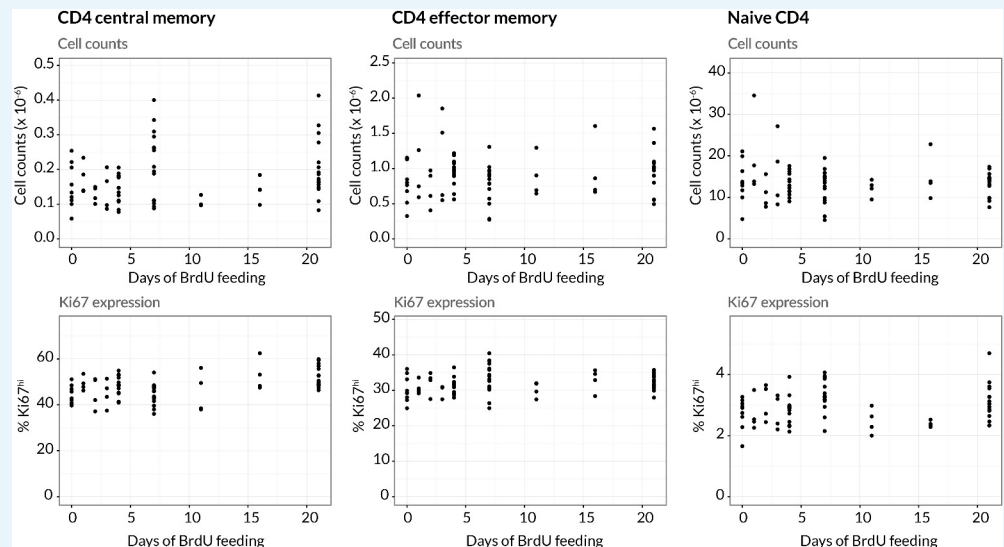 CD4 central memory
Cell counts
Cell counts (x 10⁻⁶)
0.5
0.4
0.3
0.2
0.1
0.0
0 5 10 15 20
Days of BrdU feeding
CD4 effector memory
Cell counts
Cell counts (x 10⁻⁶)
2.5
2.0
1.5
1.0
0.5
0.0
0 5 10 15 20
Days of BrdU feeding
Naive CD4
Cell counts
Cell counts (x 10⁻⁶)
40
30
20
10
0
0 5 10 15 20
Days of BrdU feeding
Ki67 expression
% Ki67ʰⁱ
60
40
20
0
0 5 10 15 20
Days of BrdU feeding
Ki67 expression
% Ki67ʰⁱ
50
40
30
20
10
0
0 5 10 15 20
Days of BrdU feeding
Ki67 expression
% Ki67ʰⁱ
4
2
0
0 5 10 15 20
Days of BrdU feeding